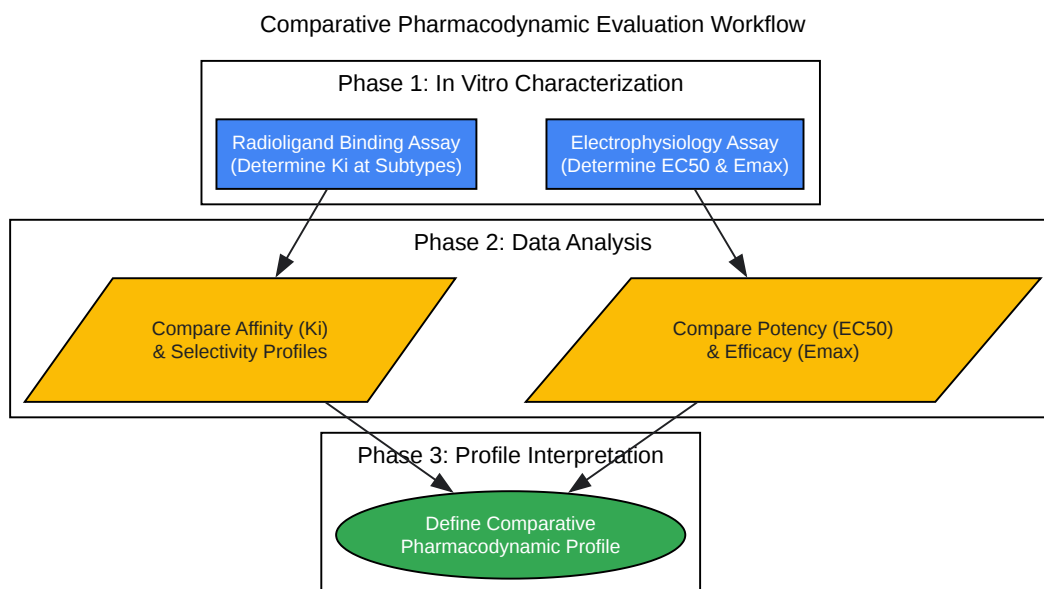 Comparative Pharmacodynamic Evaluation Workflow
Phase 1: In Vitro Characterization
Radioligand Binding Assay
(Determine Ki at Subtypes)
Electrophysiology Assay
(Determine EC50 & Emax)
Phase 2: Data Analysis
Compare Affinity (Ki)
& Selectivity Profiles
Compare Potency (EC50)
& Efficacy (Emax)
Phase 3: Profile Interpretation
Define Comparative
Pharmacodynamic Profile